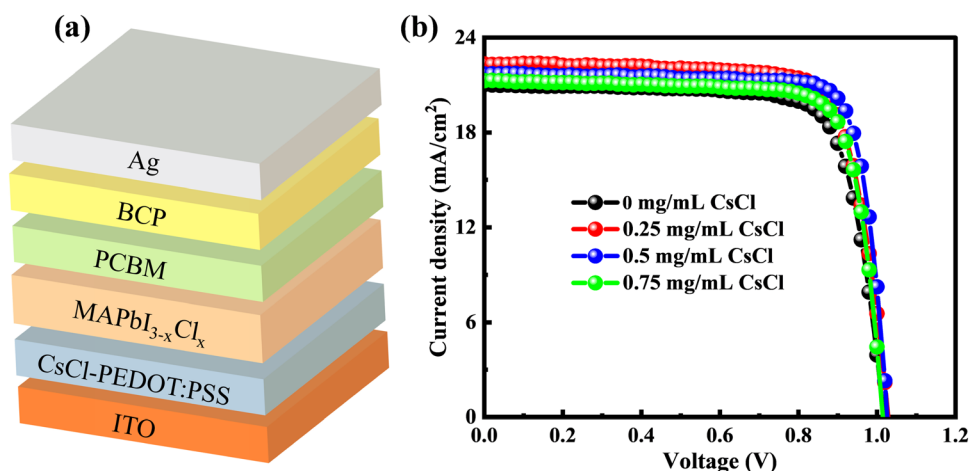 (a)
Ag
BCP
PCBM
MAPbI3-xClx
CsCl-PEDOT:PSS
ITO
(b)
Current density (mA/cm²)
24
18
12
6
0
0 mg/mL CsCl
0.25 mg/mL CsCl
0.5 mg/mL CsCl
0.75 mg/mL CsCl
0.0 0.2 0.4 0.6 0.8 1.0 1.2
Voltage (V)